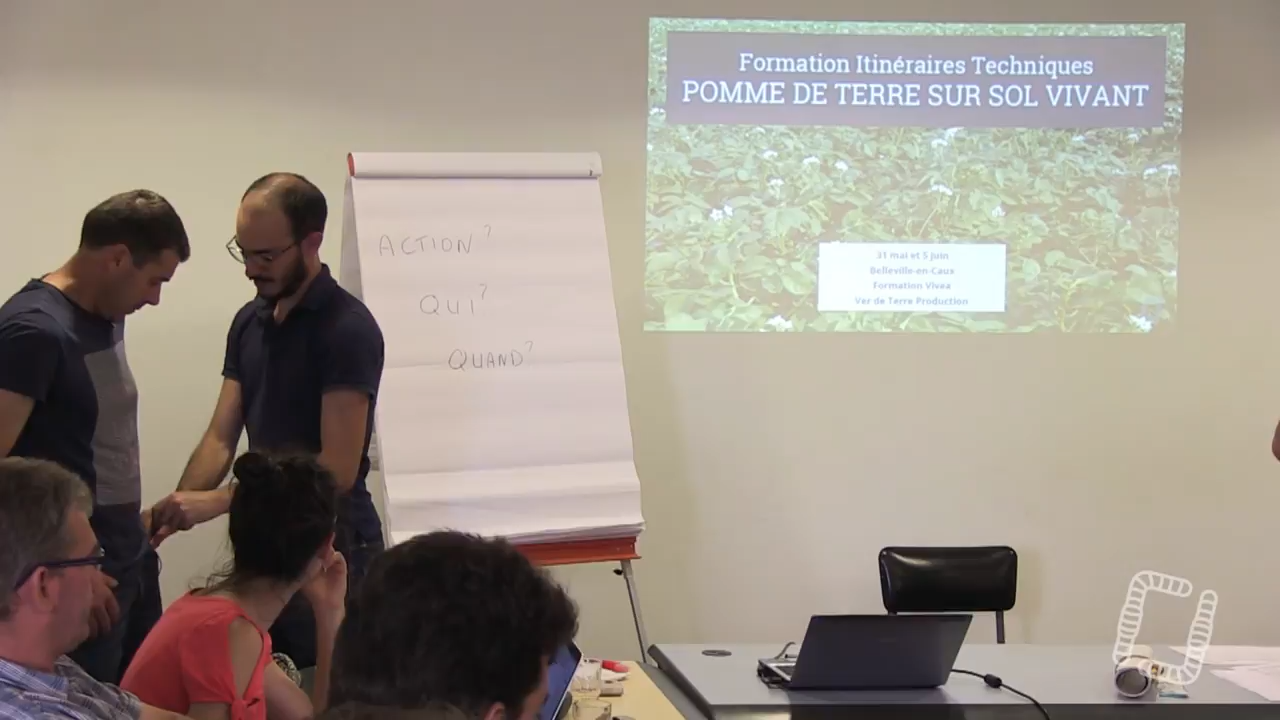 Formation Itinéraires Techniques
POMME DE TERRE SUR SOL VIVANT
31 mai et 5 juin
Belleville-en-Caux
Formation Vivea
Ver de Terre Production
ACTION?
QUI?
QUAND?